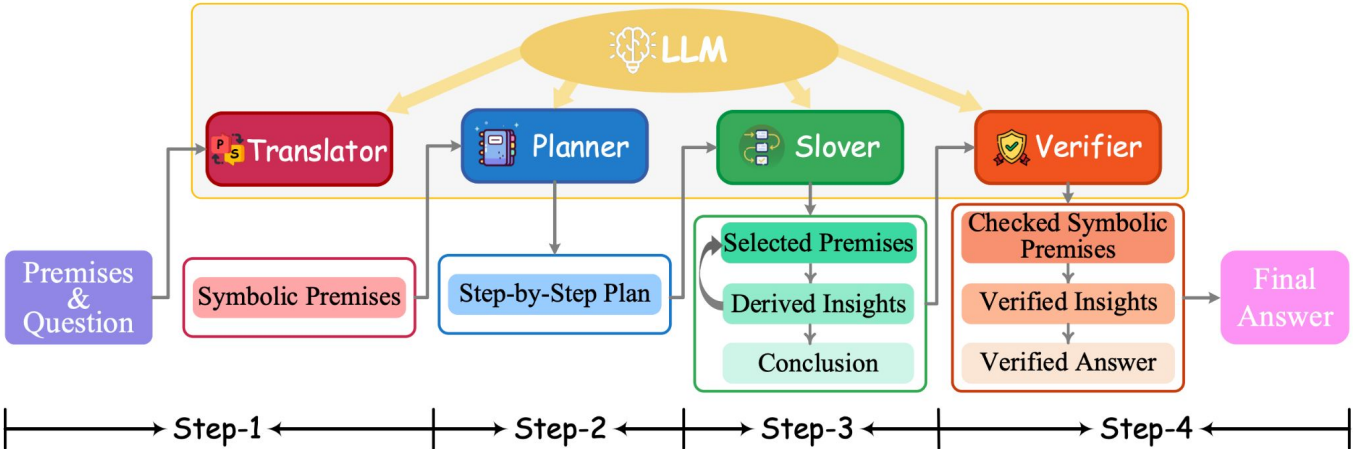 LLM
P
S
Translator
Planner
Slover
Verifier
Premises
&
Question
Symbolic Premises
Step-by-Step Plan
Selected Premises
Derived Insights
Conclusion
Checked Symbolic
Premises
Verified Insights
Verified Answer
Final
Answer
Step-1
Step-2
Step-3
Step-4